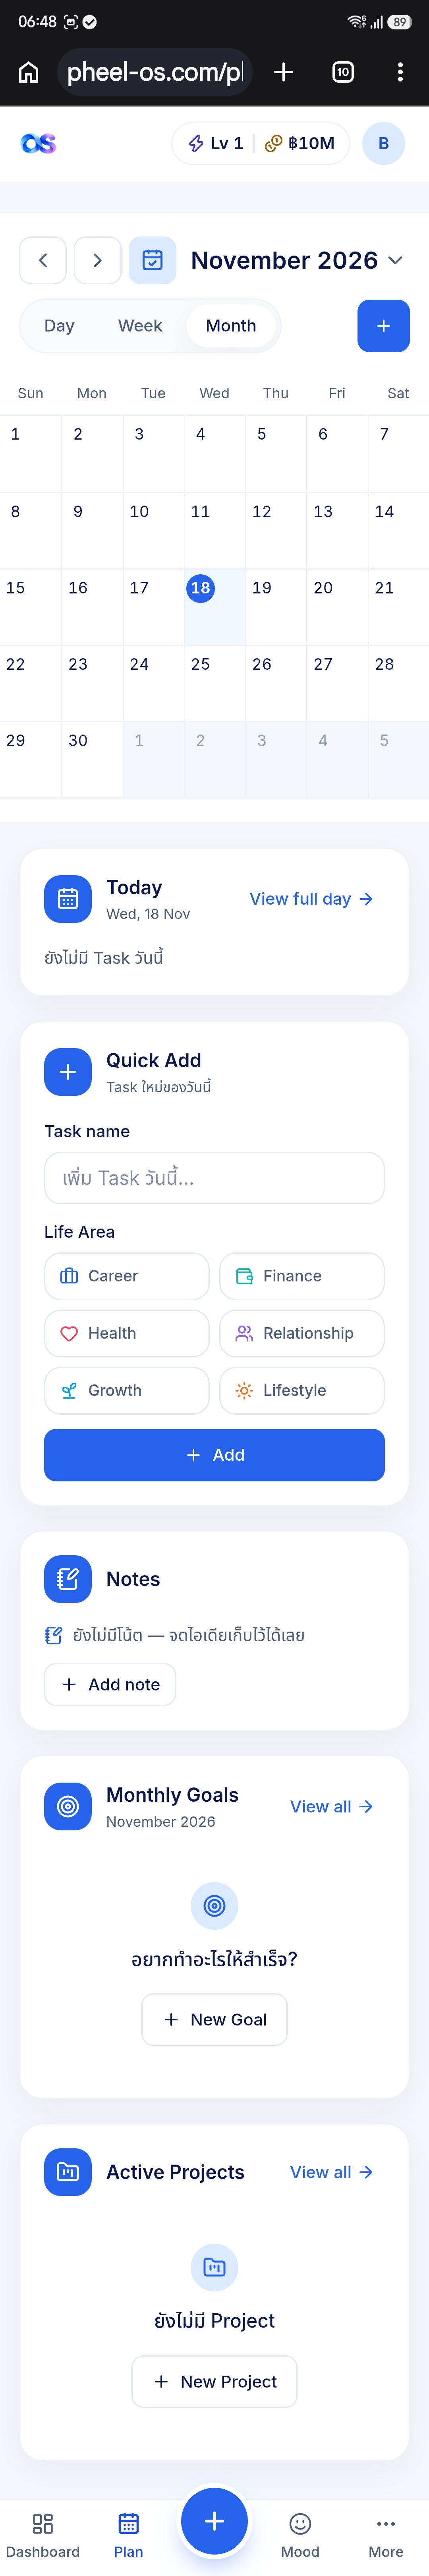 06:48
89
pheel-os.com/pl
10
os
Lv 1
฿10M
B
November 2026
Day Week Month
Sun Mon Tue Wed Thu Fri Sat
1 2 3 4 5 6 7
8 9 10 11 12 13 14
15 16 17 18 19 20 21
22 23 24 25 26 27 28
29 30 1 2 3 4 5
Today
View full day
Wed, 18 Nov
ยังไม่มี Task วันนี้
Quick Add
Task ใหม่ของวันนี้
Task name
เพิ่ม Task วันนี้...
Life Area
Career Finance
Health Relationship
Growth Lifestyle
+ Add
Notes
ยังไม่มีโน้ต — จดไอเดียเก็บไว้ได้เลย
+ Add note
Monthly Goals
View all
November 2026
อยากทำอะไรให้สำเร็จ?
+ New Goal
Active Projects
View all
ยังไม่มี Project
+ New Project
Dashboard Plan Mood More